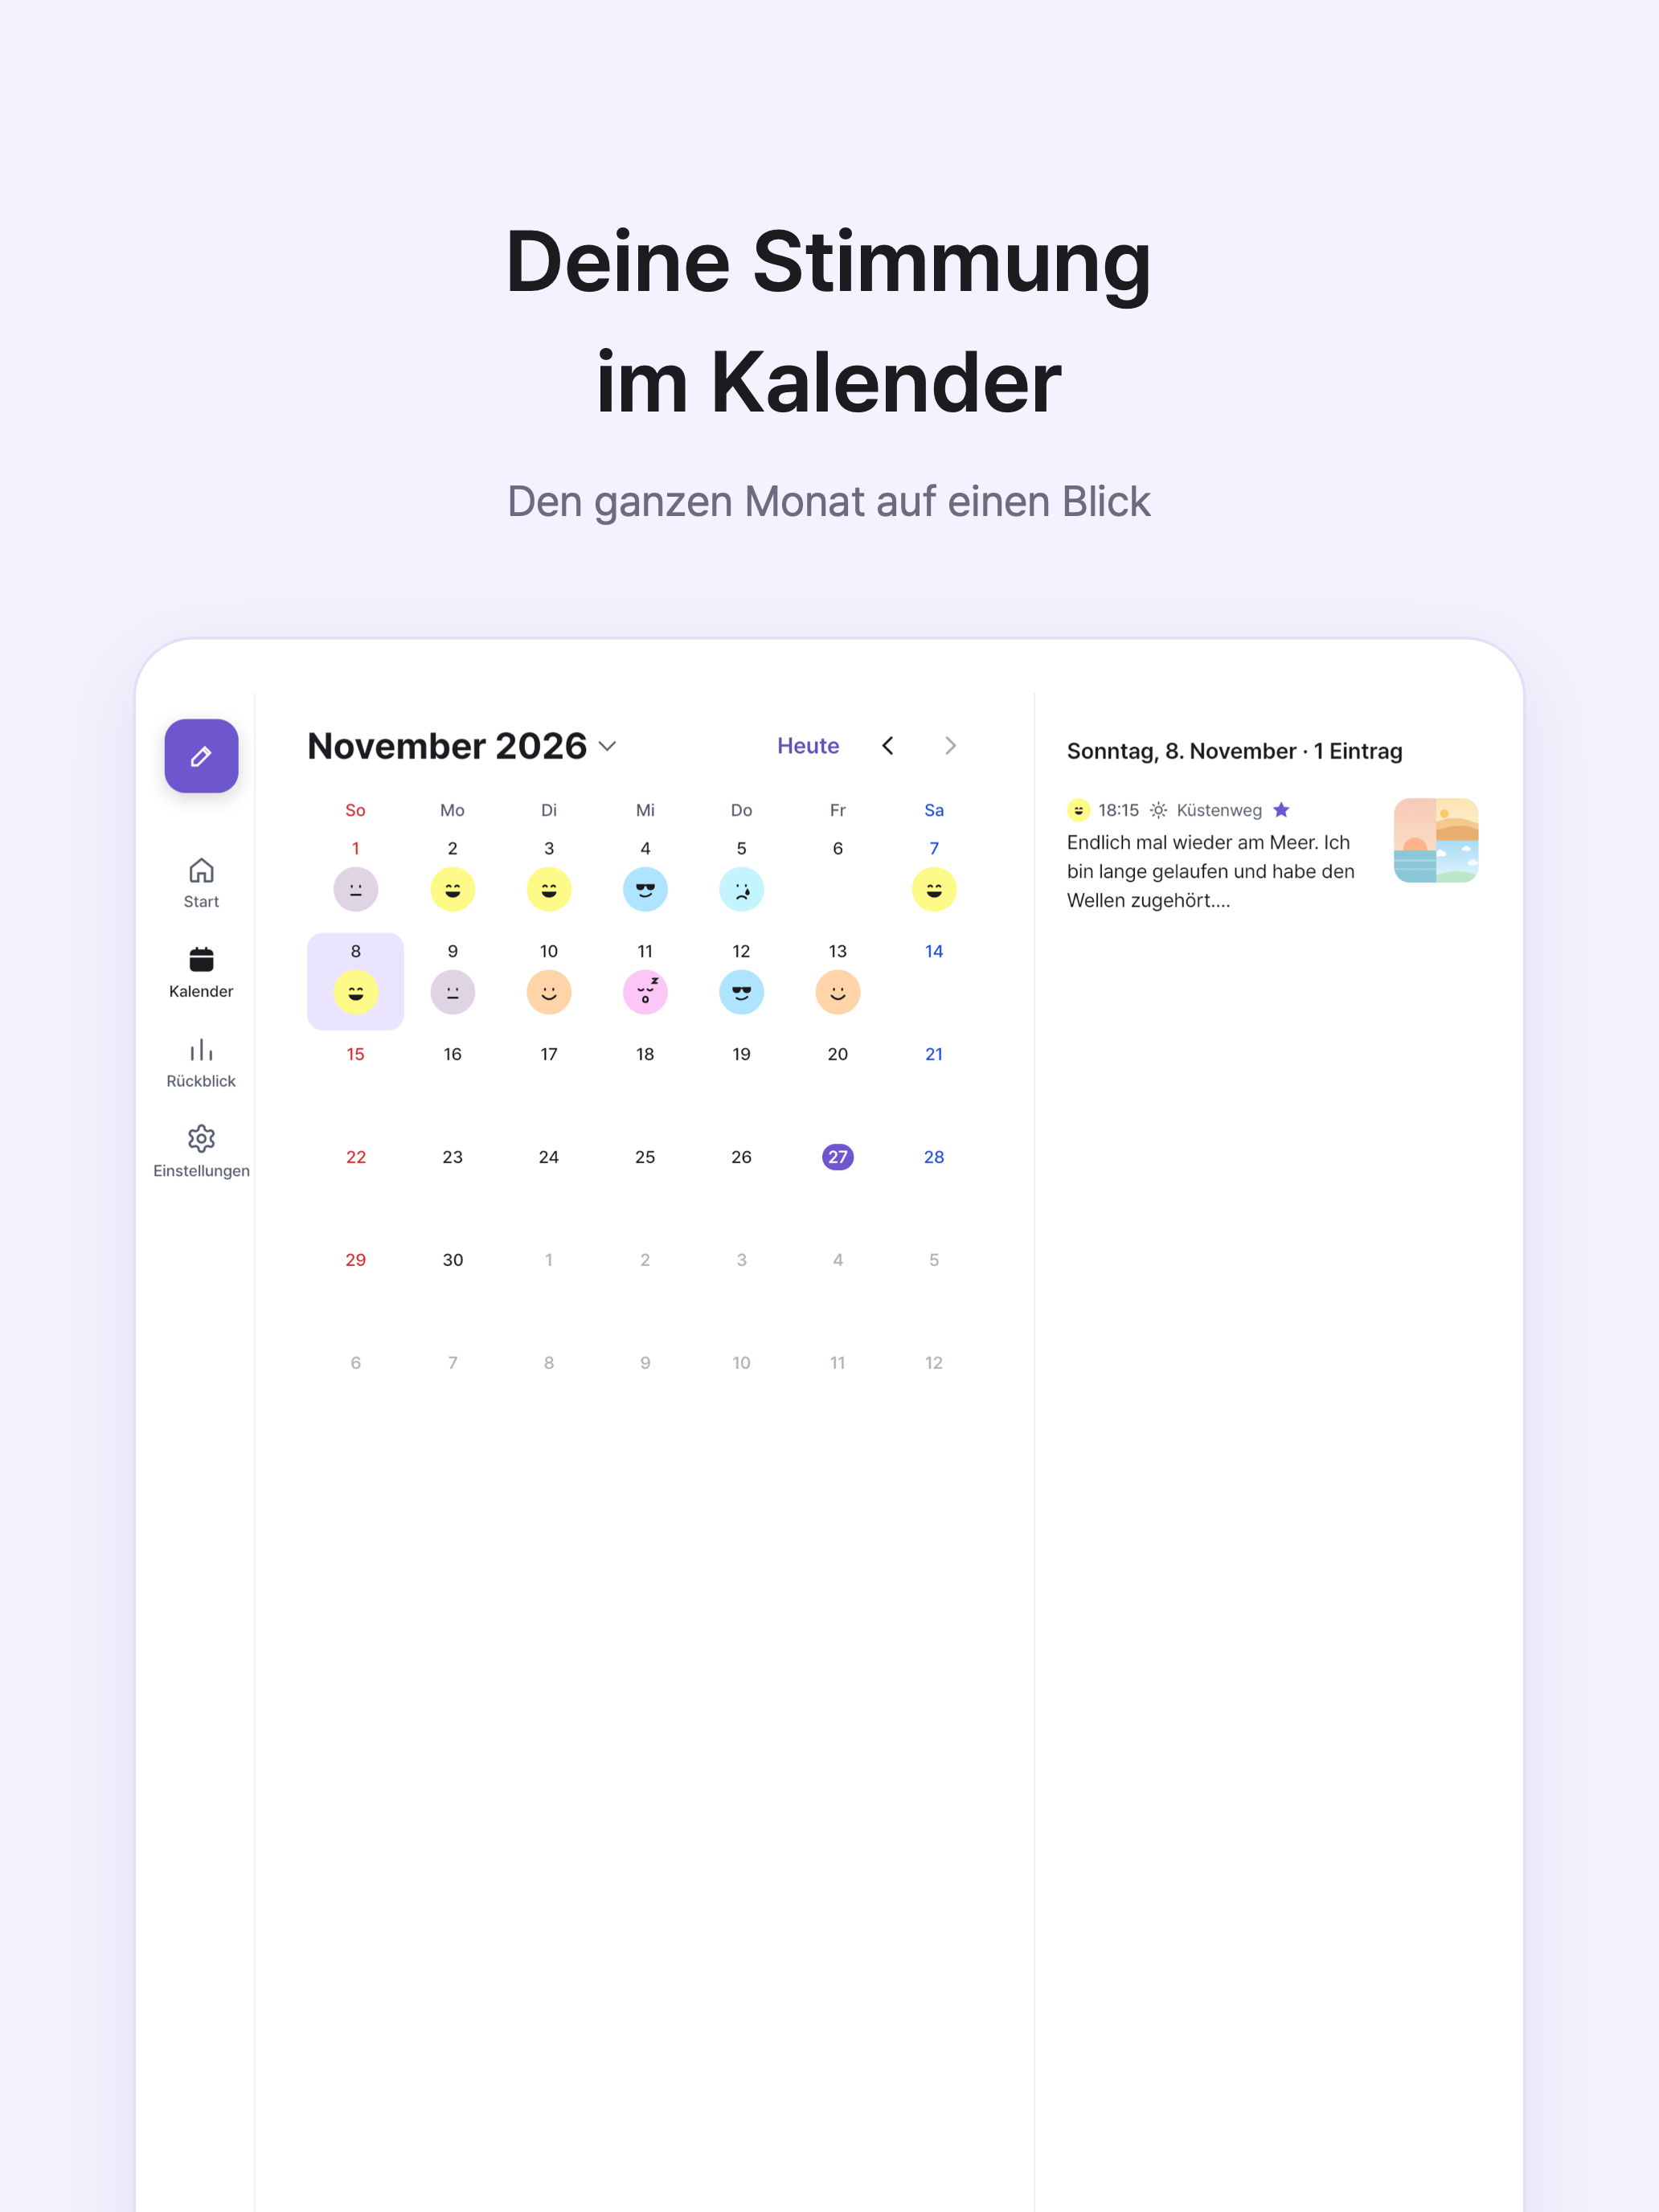 Deine Stimmung
im Kalender
Den ganzen Monat auf einen Blick
Start
Kalender
Rückblick
Einstellungen
November 2026
Heute
So Mo Di Mi Do Fr Sa
1 2 3 4 5 6 7
8 9 10 11 12 13 14
15 16 17 18 19 20 21
22 23 24 25 26 27 28
29 30 1 2 3 4 5
6 7 8 9 10 11 12
Sonntag, 8. November · 1 Eintrag
18:15 Küstenweg
Endlich mal wieder am Meer. Ich
bin lange gelaufen und habe den
Wellen zugehört....